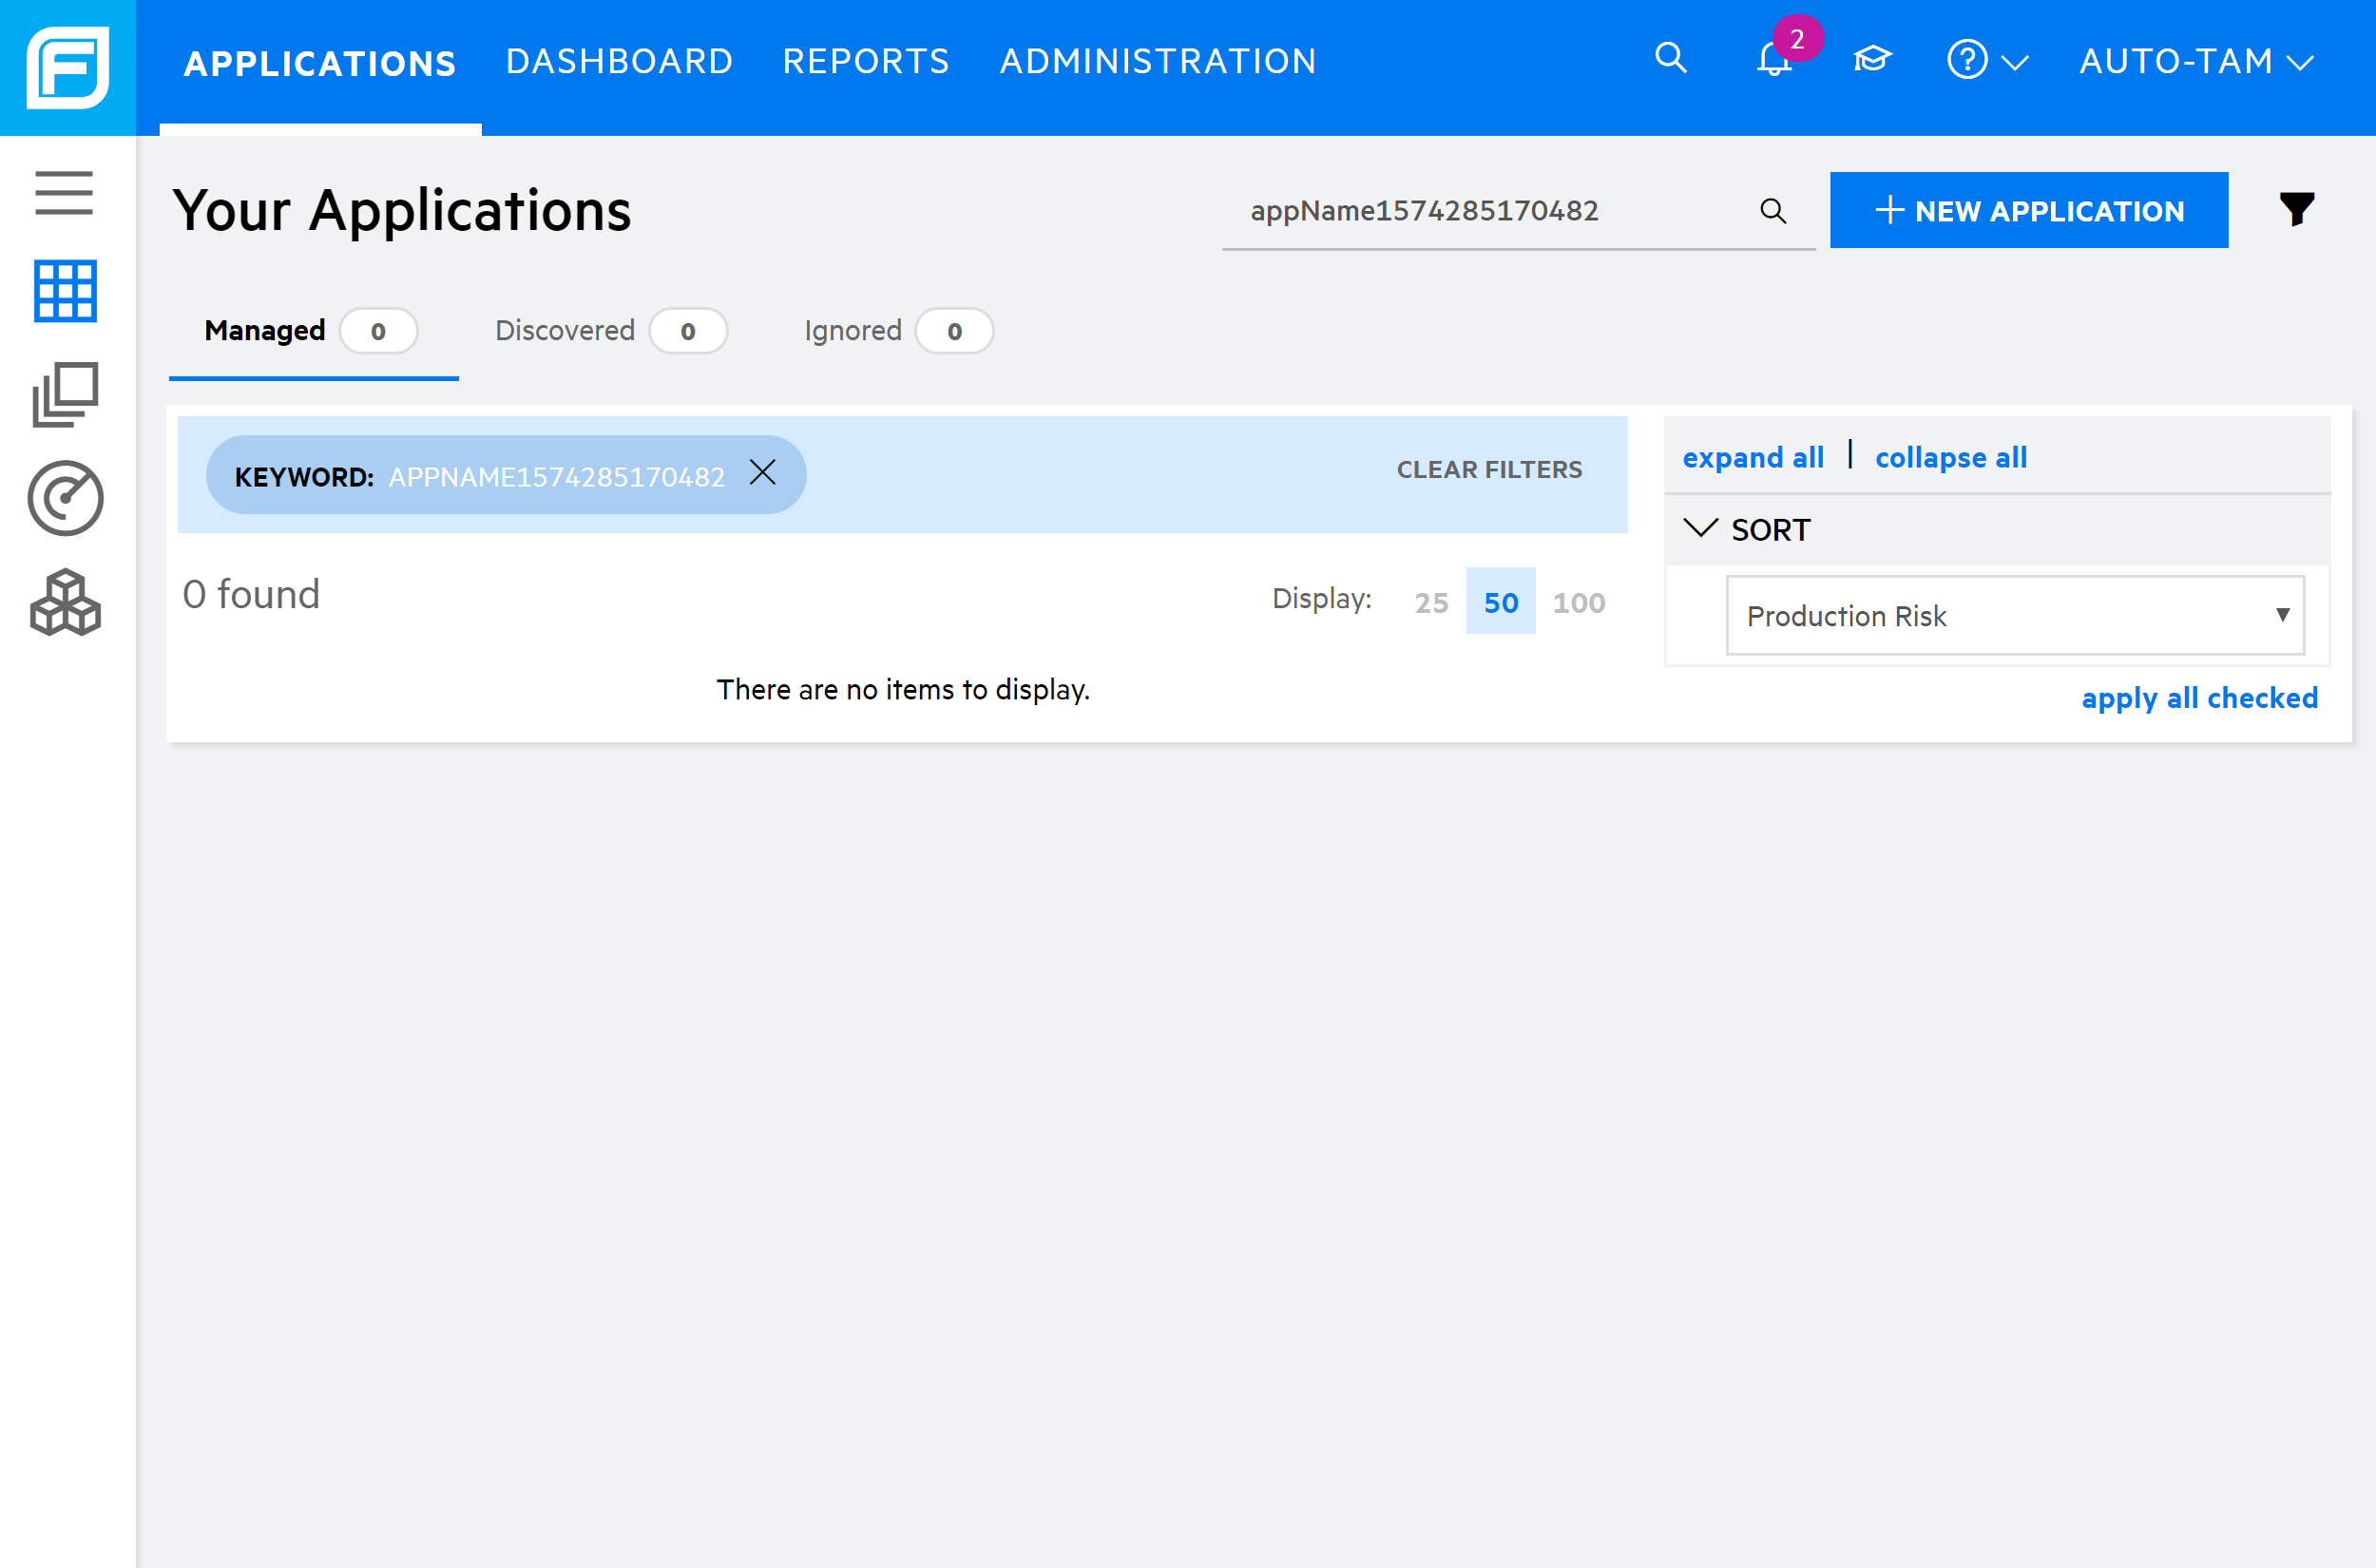 APPLICATIONS DASHBOARD REPORTS ADMINISTRATION 2 ? AUTO-TAM
Your Applications appName1574285170482 + NEW APPLICATION
Managed 0 Discovered 0 Ignored 0
KEYWORD: APPNAME1574285170482 CLEAR FILTERS
expand all | collapse all
SORT
0 found Display: 25 50 100
Production Risk
There are no items to display.
apply all checked